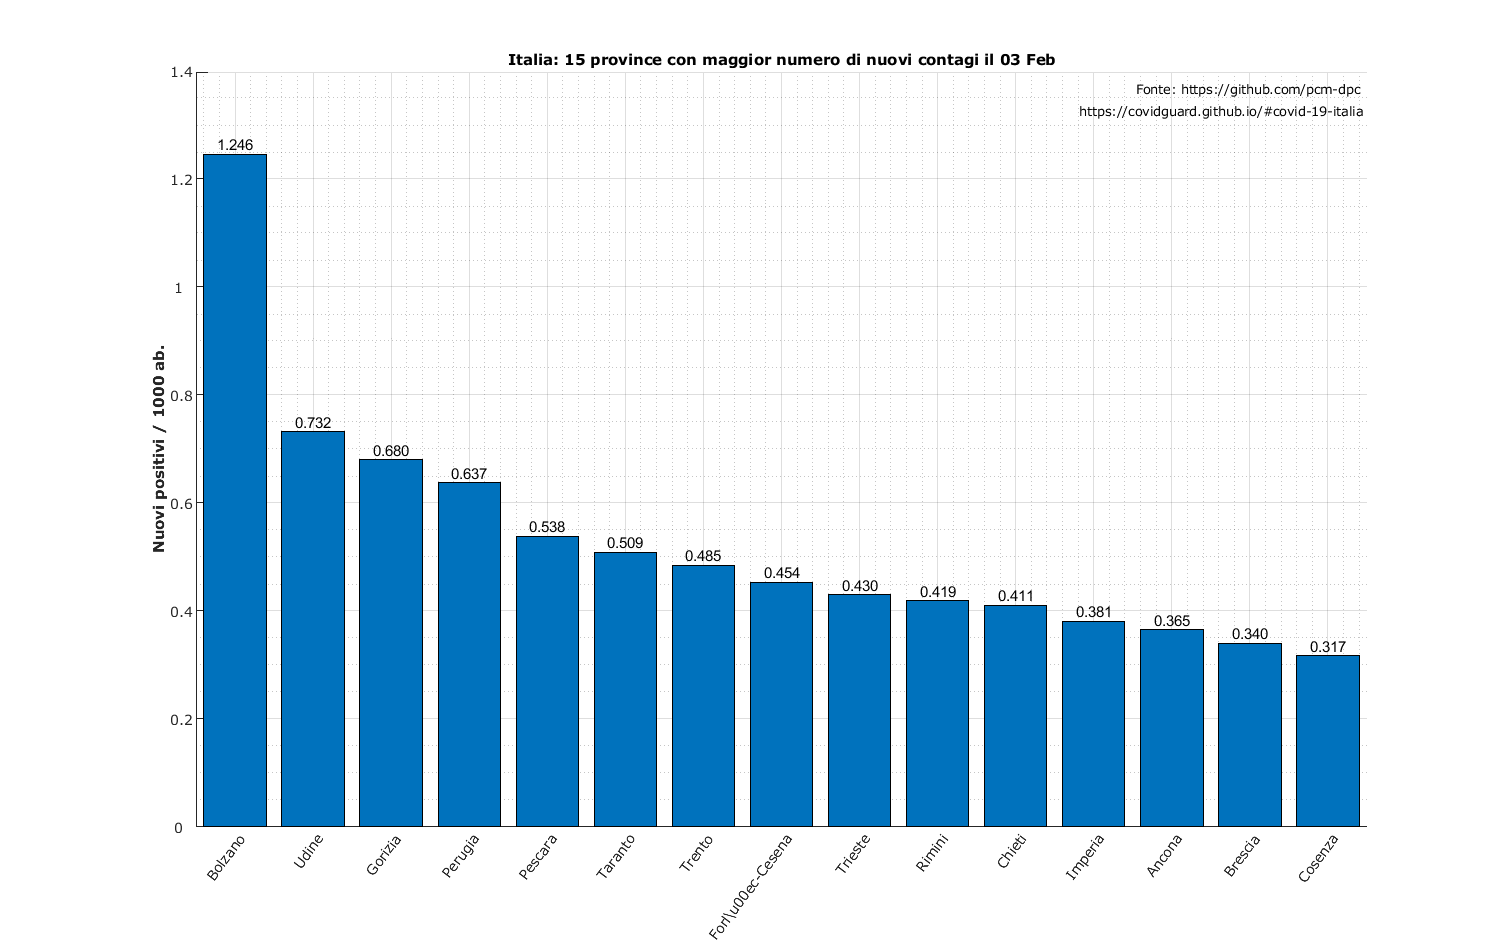 Italia: 15 province con maggior numero di nuovi contagi il 03 Feb
Fonte: https://github.com/pcm-dpc
https://covidguard.github.io/#covid-19-italia
Nuovi positivi / 1000 ab.
1.4
1.2
1
0.8
0.6
0.4
0.2
0
1.246
0.732
0.680
0.637
0.538
0.509
0.485
0.454
0.430
0.419
0.411
0.381
0.365
0.340
0.317
Bolzano
Udine
Gorizia
Perugia
Pescara
Taranto
Trento
Forl\u00ec-Cesena
Trieste
Rimini
Chieti
Imperia
Ancona
Brescia
Cosenza